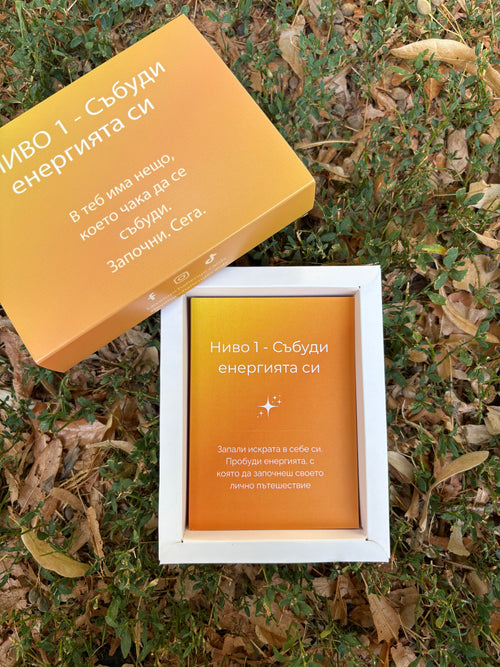 НИВО 1 - Събуди
енергията си
В теб има нещо,
което чака да се
събуди.
Започни. Сега.
Ниво 1 - Събуди
енергията си
Запали искрата в себе си.
Пробуди енергията, с
която да започнеш своето
лично пътешествие